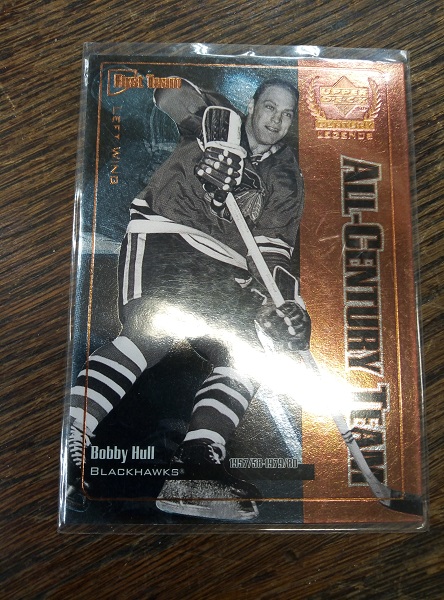 First Team
LEFT WING
UPPER DECK
CENTURY
LEGENDS
ALL-CENTURY TEAM
Bobby Hull
BLACKHAWKS
1957/58-1979/80